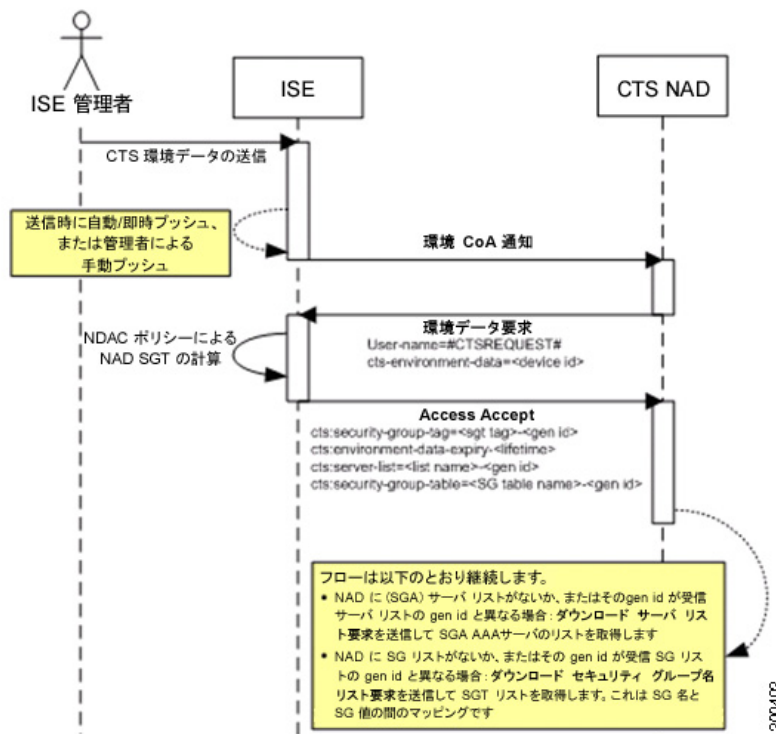 ISE 管理者
ISE
CTS NAD
CTS 環境データの送信
送信時に自動/即時プッシュ、
または管理者による
手動プッシュ
環境 CoA 通知
環境データ要求
User-name=#CTSREQUEST#
cts-environment-data=<device id>
NDAC ポリシーによる
NAD SGT の計算
Access Accept
cts:security-group-tag=<sgt tag>-<gen id>
cts:environment-data-expiry-<lifetime>
cts:server-list=<list name>-<gen id>
cts:security-group-table=<SG table name>-<gen id>
フローは以下のとおり継続します。
• NAD に (SGA) サーバ リストがないか、またはそのgen id が受信
サーバ リストの gen id と異なる場合: ダウンロード サーバ リス
ト要求を送信して SGA AAAサーバのリストを取得します
• NAD に SG リストがないか、またはその gen id が受信 SG リス
トの gen id と異なる場合: ダウンロード セキュリティ グループ名
リスト要求を送信して SGT リストを取得します。これは SG 名と
SG 値の間のマッピングです